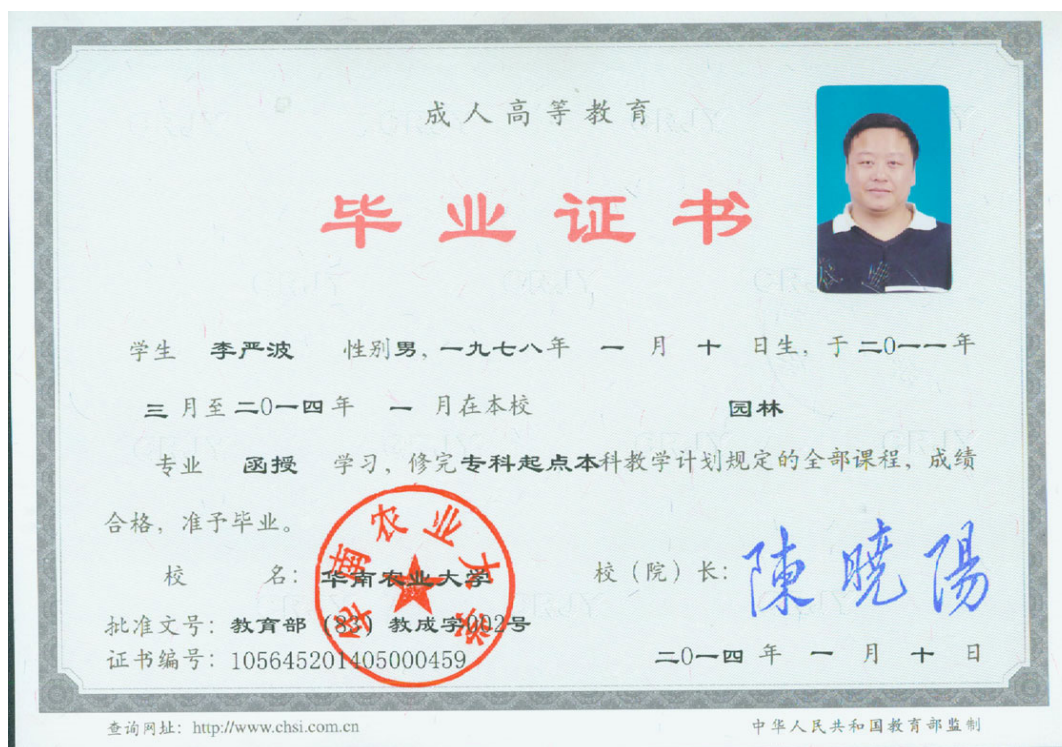 成人高等教育
毕业证书
学生 李严波 性别男，一九七八年 一 月 十 日生，于二0一一年
三月至二0一四年 一 月在本校 园林
专业 函授 学习，修完专科起点本科教学计划规定的全部课程，成绩
合格，准予毕业。
校 名：华南农业大学
校（院）长：陳曉陽
华南农业大学
批准文号：教育部（83）教成字002号
证书编号：105645201405000459
二0一四 年 一 月 十 日
查询网址：http://www.chsi.com.cn
中华人民共和国教育部监制